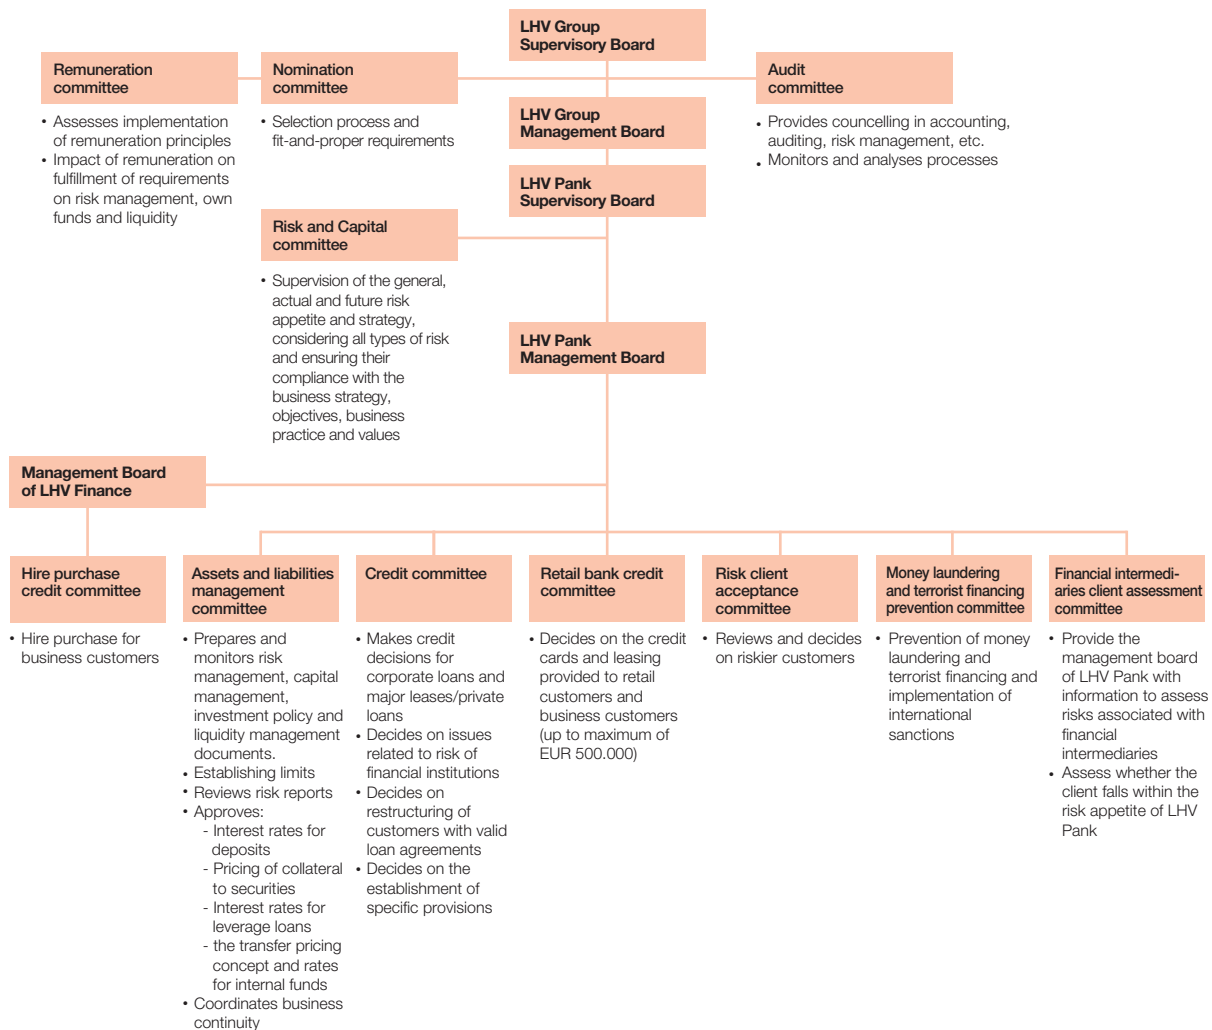 LHV Group
Supervisory Board
Remuneration
committee
• Assesses implementation
of remuneration principles
• Impact of remuneration on
fulfillment of requirements
on risk management, own
funds and liquidity
Nomination
committee
• Selection process and
fit-and-proper requirements
Audit
committee
• Provides councelling in accounting,
auditing, risk management, etc.
• Monitors and analyses processes
LHV Group
Management Board
LHV Pank
Supervisory Board
Risk and Capital
committee
• Supervision of the general,
actual and future risk
appetite and strategy,
considering all types of risk
and ensuring their
compliance with the
business strategy,
objectives, business
practice and values
LHV Pank
Management Board
Management Board
of LHV Finance
Hire purchase
credit committee
• Hire purchase for
business customers
Assets and liabilities
management
committee
• Prepares and
monitors risk
management, capital
management,
investment policy and
liquidity management
documents.
• Establishing limits
• Reviews risk reports
• Approves:
- Interest rates for
deposits
- Pricing of collateral
to securities
- Interest rates for
leverage loans
- the transfer pricing
concept and rates
for internal funds
• Coordinates business
continuity
Credit committee
• Makes credit
decisions for
corporate loans and
major leases/private
loans
• Decides on issues
related to risk of
financial institutions
• Decides on
restructuring of
customers with valid
loan agreements
• Decides on the
establishment of
specific provisions
Retail bank credit
committee
• Decides on the credit
cards and leasing
provided to retail
customers and
business customers
(up to maximum of
EUR 500.000)
Risk client
acceptance
committee
• Reviews and decides
on riskier customers
Money laundering
and terrorist financing
prevention committee
• Prevention of money
laundering and
terrorist financing and
implementation of
international
sanctions
Financial intermedi-
aries client assessment
committee
• Provide the
management board
of LHV Pank with
information to assess
risks associated with
financial
intermediaries
• Assess whether the
client falls within the
risk appetite of LHV
Pank